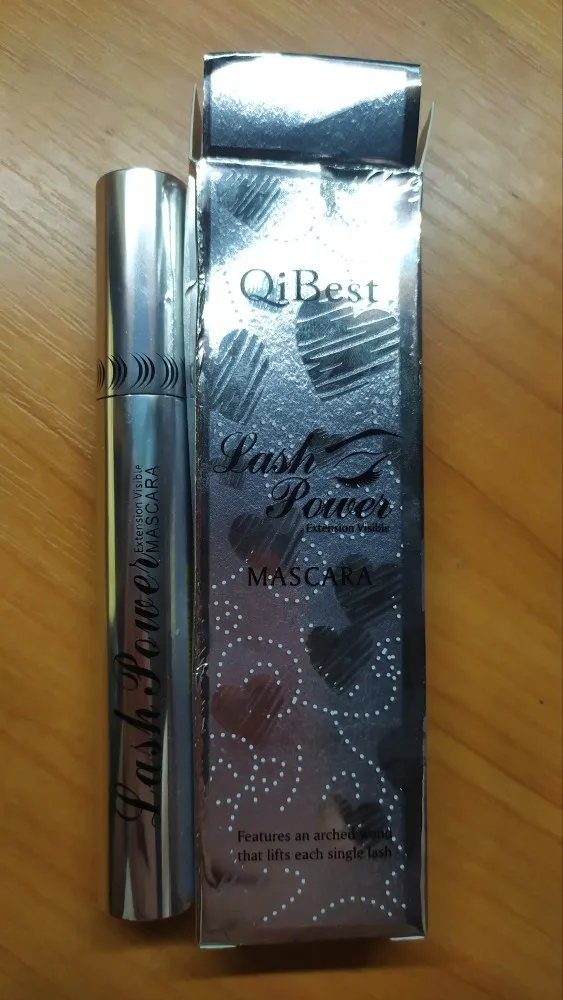 QiBest
Lash
Power
Extension Visible
MASCARA
Features an arched wand
that lifts each single lash
Lash Power
Extension Visible
MASCARA